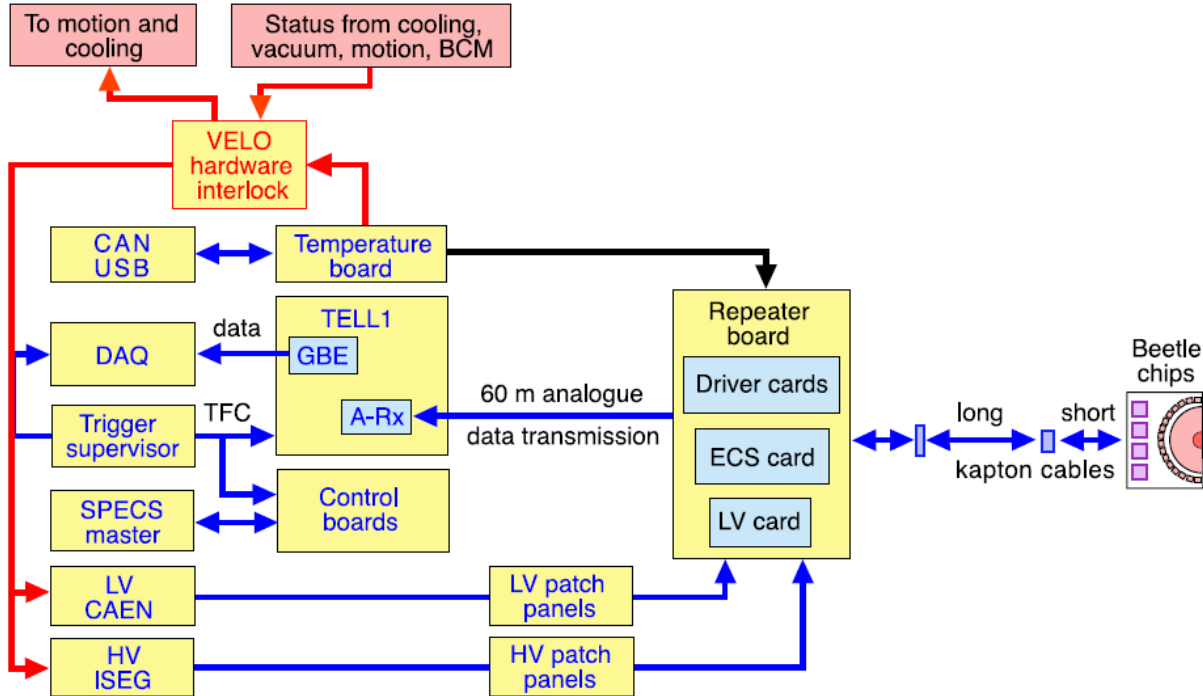 To motion and
cooling
Status from cooling,
vacuum, motion, BCM
VELO
hardware
interlock
CAN
USB
Temperature
board
TELL1
GBE
data
DAQ
A-Rx
TFC
Trigger
supervisor
SPECS
master
Control
boards
60 m analogue
data transmission
Repeater
board
Driver cards
ECS card
LV card
long
short
kapton cables
Beetle
chips
LV
CAEN
LV patch
panels
HV
ISEG
HV patch
panels